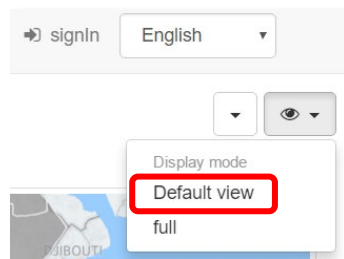 signIn English
Display mode
Default view
full
DJIBOUTI